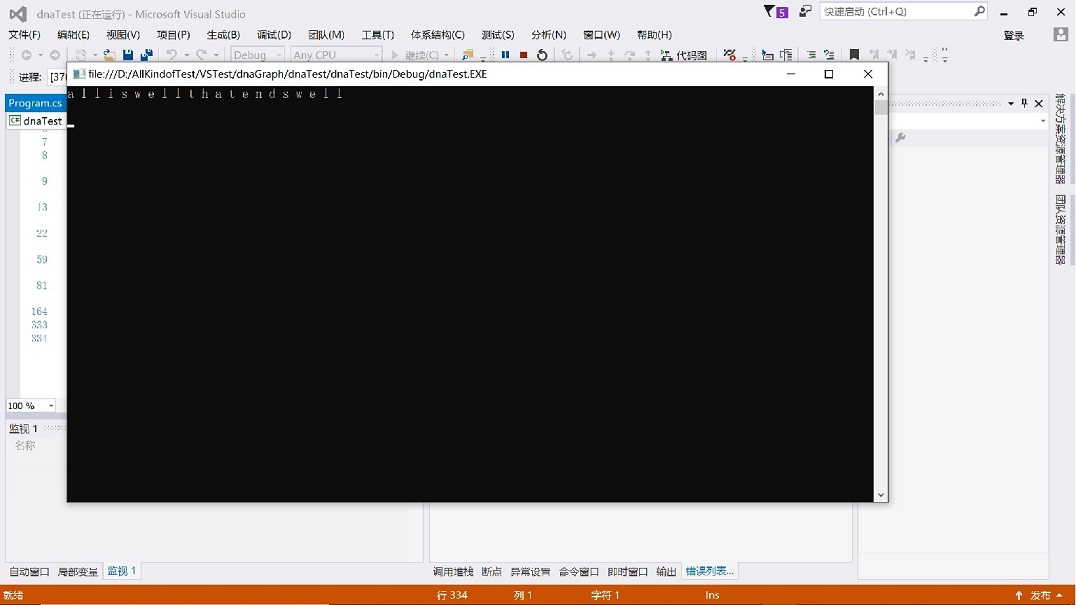 dnaTest (正在运行) - Microsoft Visual Studio
5
快速启动 (Ctrl+Q)
文件(F) 编辑(E) 视图(V) 项目(P) 生成(B) 调试(D) 团队(M) 工具(T) 体系结构(C) 测试(S) 分析(N) 窗口(W) 帮助(H) 登录
Debug Any CPU 继续(C) 代码图
进程: [376
file:///D:/AllKindofTest/VSTest/dnaGraph/dnaTest/dnaTest/bin/Debug/dnaTest.EXE
a l l i s w e l l t h a t e n d s w e l l
Program.cs
C# dnaTest
7
8
9
13
22
59
81
164
333
334
100 %
监视 1
名称
解决方案资源管理器
团队资源管理器
自动窗口 局部变量 监视 1
调用堆栈 断点 异常设置 命令窗口 即时窗口 输出 错误列表...
就绪 行 334 列 1 字符 1 Ins 发布